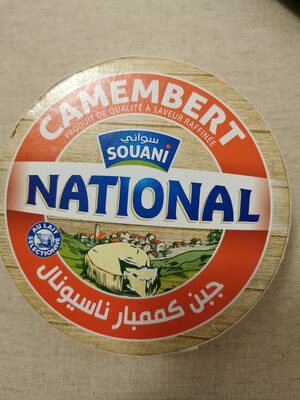 CAMEMBERT
PRODUIT DE QUALITÉ À SAVEUR RAFFINÉE
سواني
SOUANI
NATIONAL
AU LAIT
SÉLECTIONNÉ
جبن كممبار ناسيونال